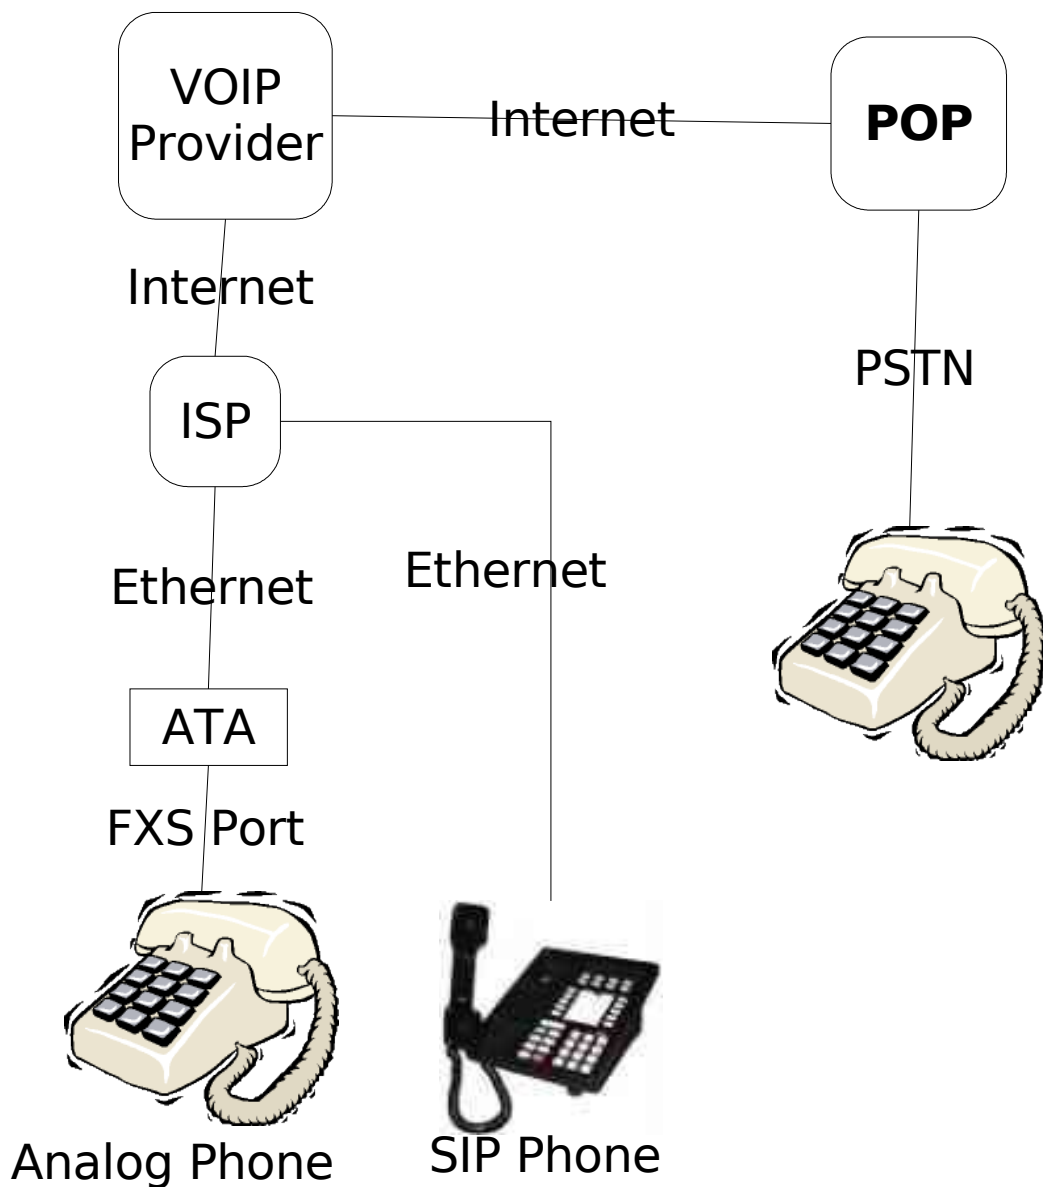 VOIP
Provider
Internet
POP
Internet
PSTN
ISP
Ethernet
Ethernet
ATA
FXS Port
Analog Phone
SIP Phone